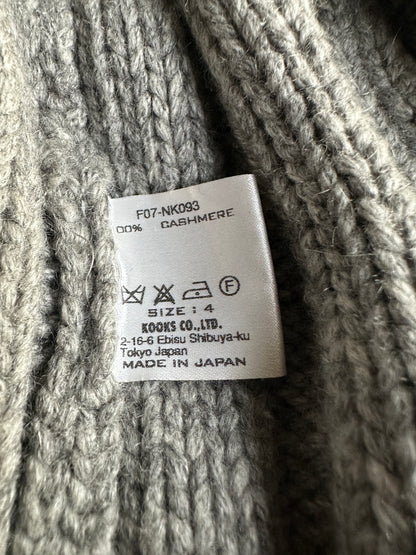 F07-NK093
00% CASHMERE
F
SIZE : 4
KOOKS CO.,LTD.
2-16-6 Ebisu Shibuya-ku
Tokyo Japan
MADE IN JAPAN